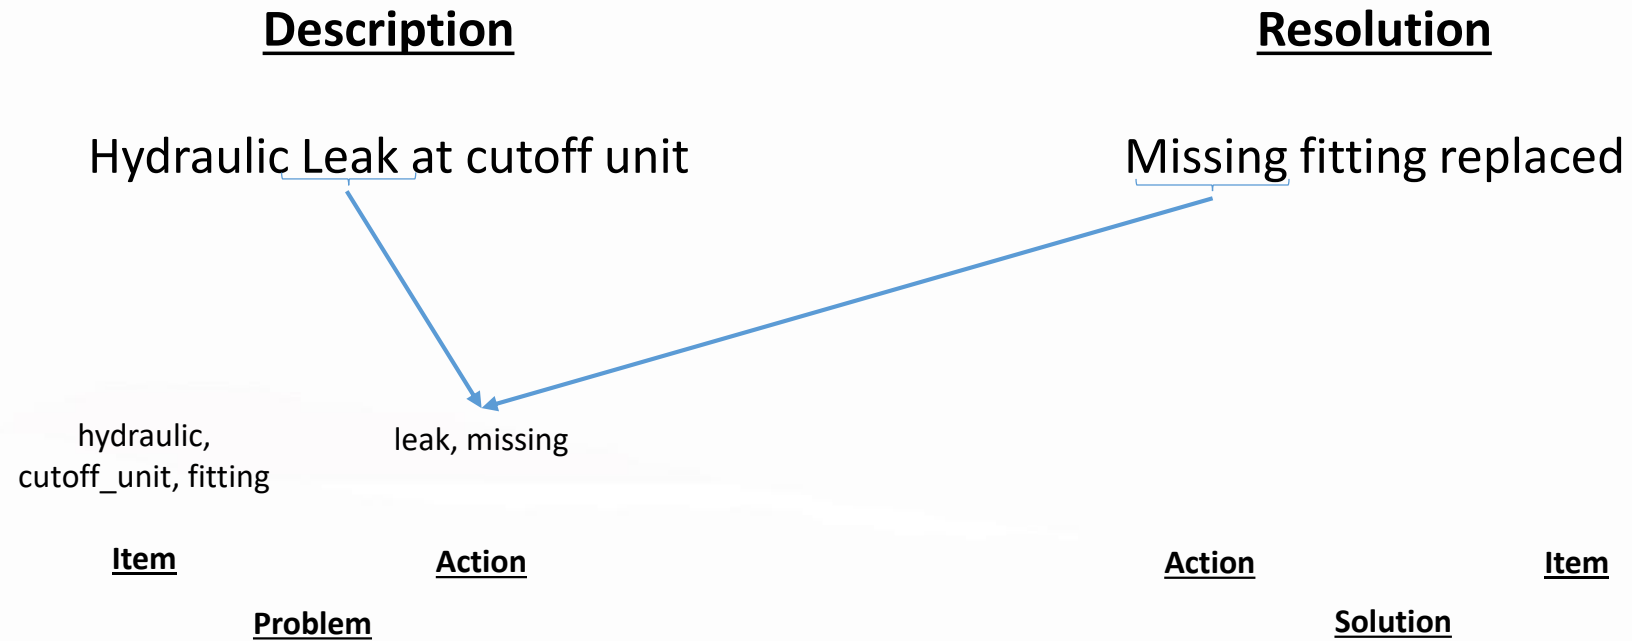 Description
Resolution
Hydraulic Leak at cutoff unit
Missing fitting replaced
hydraulic,
cutoff_unit, fitting
leak, missing
Item
Action
Action
Item
Problem
Solution